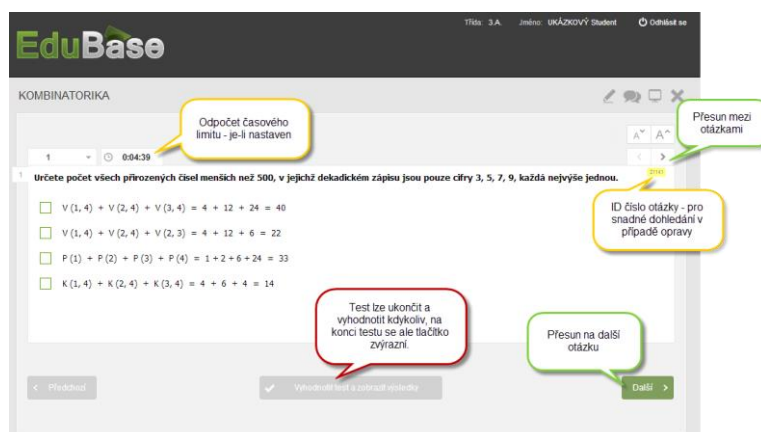 Třída: 3.A. Jméno: UKÁZKOVÝ Student Odhlásit se
EduBase
KOMBINATORIKA
Odpočet časového
limitu - je-li nastaven
Přesun mezi
otázkami
A A
1 0:04:39
1 Určete počet všech přirozených čísel menších než 500, v jejichž dekadickém zápisu jsou pouze cifry 3, 5, 7, 9, každá nejvýše jednou.
V (1, 4) + V (2, 4) + V (3, 4) = 4 + 12 + 24 = 40
V (1, 4) + V (2, 4) + V (2, 3) = 4 + 12 + 6 = 22
P (1) + P (2) + P (3) + P (4) = 1 + 2 + 6 + 24 = 33
K (1, 4) + K (2, 4) + K (3, 4) = 4 + 6 + 4 = 14
ID číslo otázky - pro
snadné dohledání v
případě opravy
Test lze ukončit a
vyhodnotit kdykoliv, na
konci testu se ale tlačítko
zvýrazní.
Přesun na další
otázku
Předchozí
Vyhodnotit test a zobrazit výsledky
Další